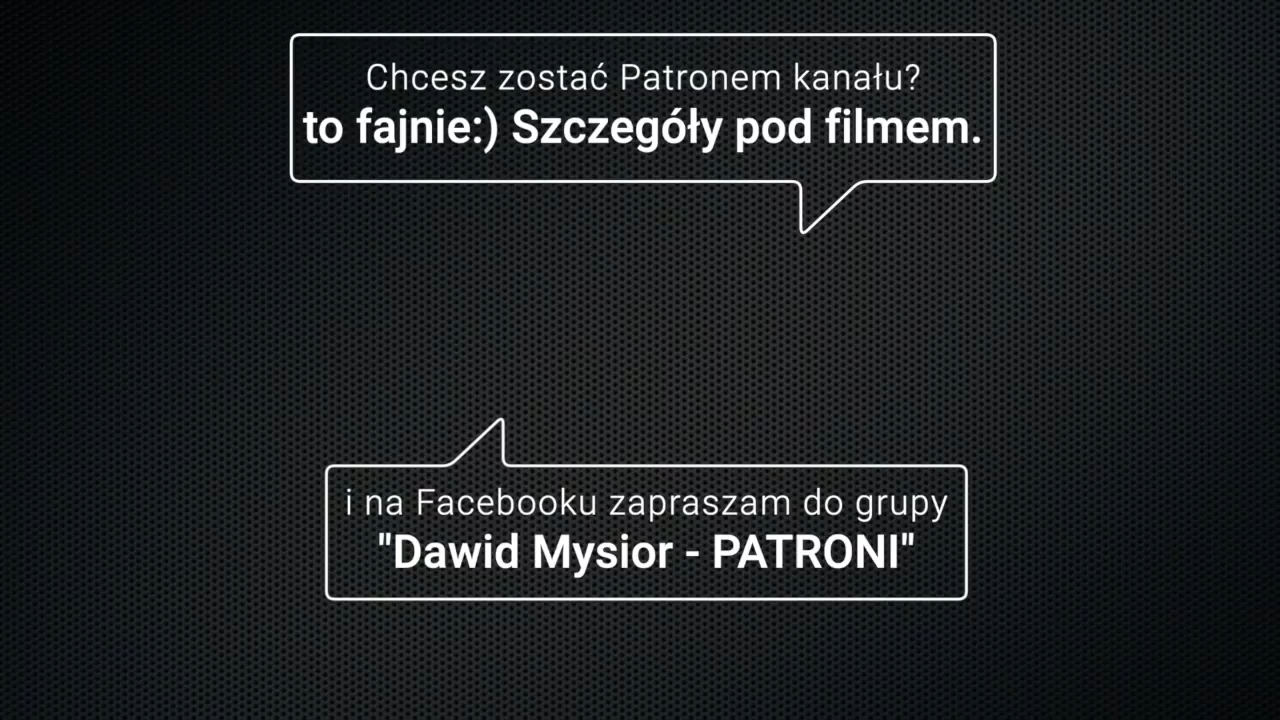 Chcesz zostać Patronem kanału?
to fajnie:) Szczegóły pod filmem.
i na Facebooku zapraszam do grupy
"Dawid Mysior - PATRONI"